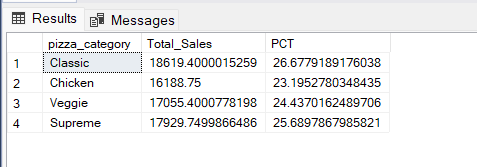 Results Messages
pizza_category Total_Sales PCT
1 Classic 18619.4000015259 26.6779189176038
2 Chicken 16188.75 23.1952780348435
3 Veggie 17055.4000778198 24.4370162489706
4 Supreme 17929.7499866486 25.6897867985821